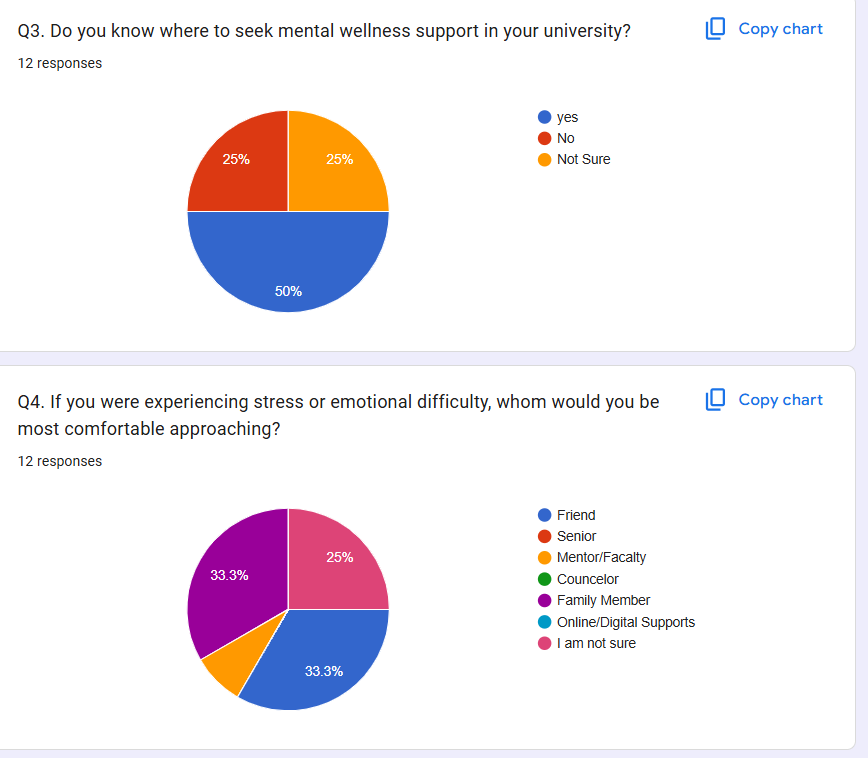 Q3. Do you know where to seek mental wellness support in your university?
Copy chart
12 responses
yes
No
Not Sure
25%
25%
50%
Q4. If you were experiencing stress or emotional difficulty, whom would you be
most comfortable approaching?
Copy chart
12 responses
Friend
Senior
Mentor/Facalty
Councelor
Family Member
Online/Digital Supports
I am not sure
25%
33.3%
33.3%